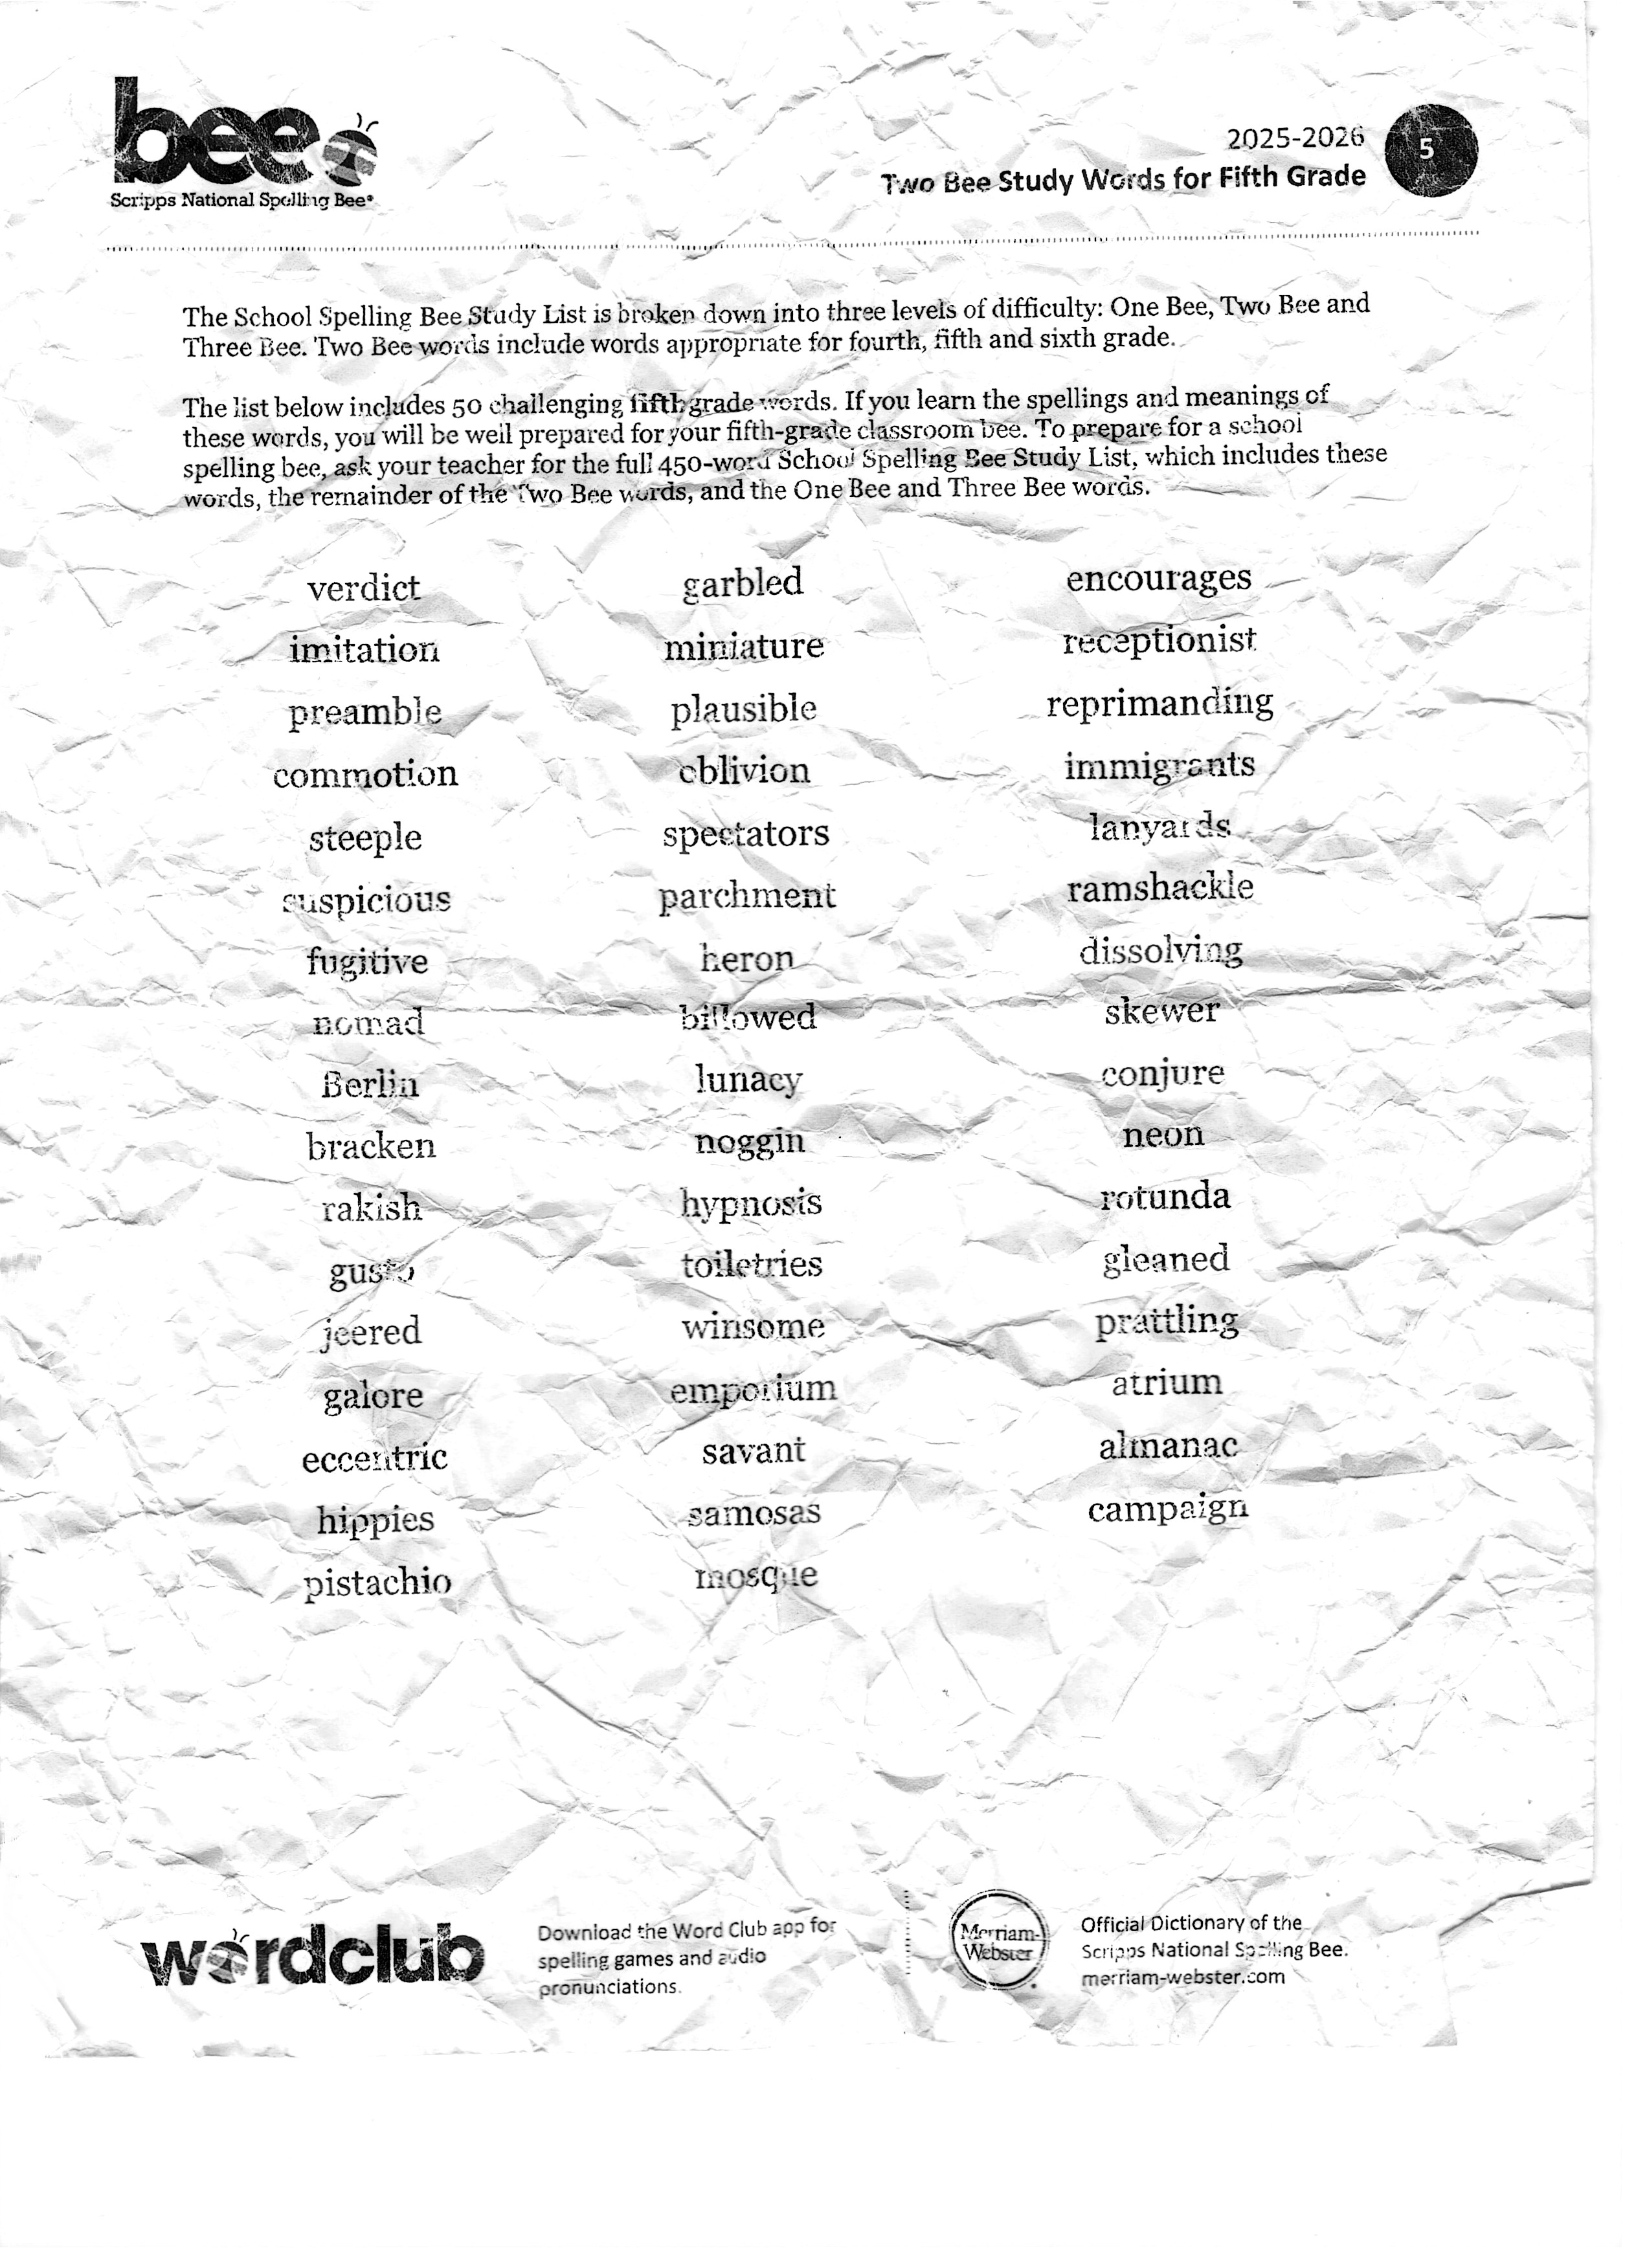 bee
Scripps National Spelling Bee®
2025-2026
Two Bee Study Words for Fifth Grade
5
The School Spelling Bee Study List is broken down into three levels of difficulty: One Bee, Two Bee and
Three Bee. Two Bee words include words appropriate for fourth, fifth and sixth grade.
The list below includes 50 challenging fifth grade words. If you learn the spellings and meanings of
these words, you will be well prepared for your fifth-grade classroom bee. To prepare for a school
spelling bee, ask your teacher for the full 450-word School Spelling Bee Study List, which includes these
words, the remainder of the Two Bee words, and the One Bee and Three Bee words.
verdict
imitation
preamble
commotion
steeple
suspicious
fugitive
nomad
Berlin
bracken
rakish
gusto
jeered
galore
eccentric
hippies
pistachio
garbled
miniature
plausible
oblivion
spectators
parchment
heron
billowed
lunacy
noggin
hypnosis
toiletries
winsome
emporium
savant
samosas
mosque
encourages
receptionist
reprimanding
immigrants
lanyards
ramshackle
dissolving
skewer
conjure
neon
rotunda
gleaned
prattling
atrium
almanac
campaign
wordclub
Download the Word Club app for
spelling games and audio
pronunciations.
Merriam-
Webster
Official Dictionary of the
Scripps National Spelling Bee.
merriam-webster.com